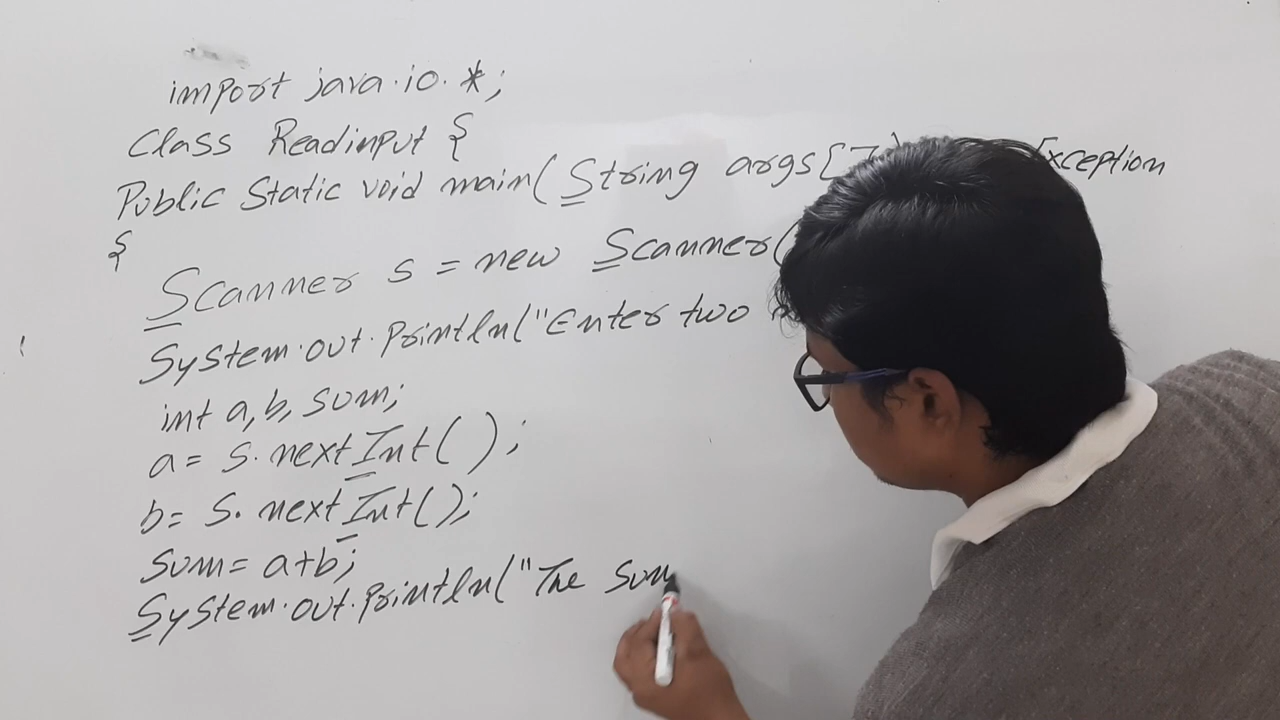 import java.io.*;
Class Readinput {
Public Static void main( String args[]) Exception
{
Scanner s = new Scanner(
System.out.println("Enter two
int a, b, sum;
a = s.nextInt( );
b = s.nextInt();
sum = a+b;
System.out.println("The Sum